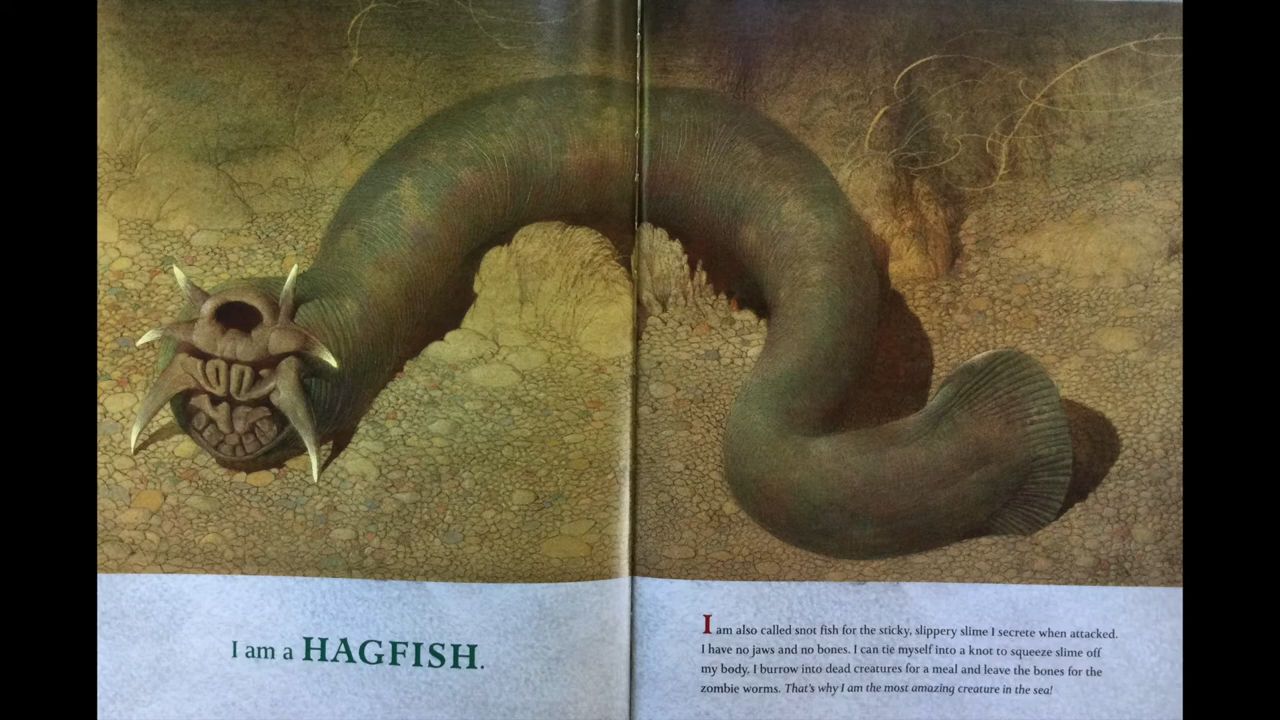 I am a HAGFISH.
I am also called snot fish for the sticky, slippery slime I secrete when attacked.
I have no jaws and no bones. I can tie myself into a knot to squeeze slime off
my body. I burrow into dead creatures for a meal and leave the bones for the
zombie worms. That's why I am the most amazing creature in the sea!